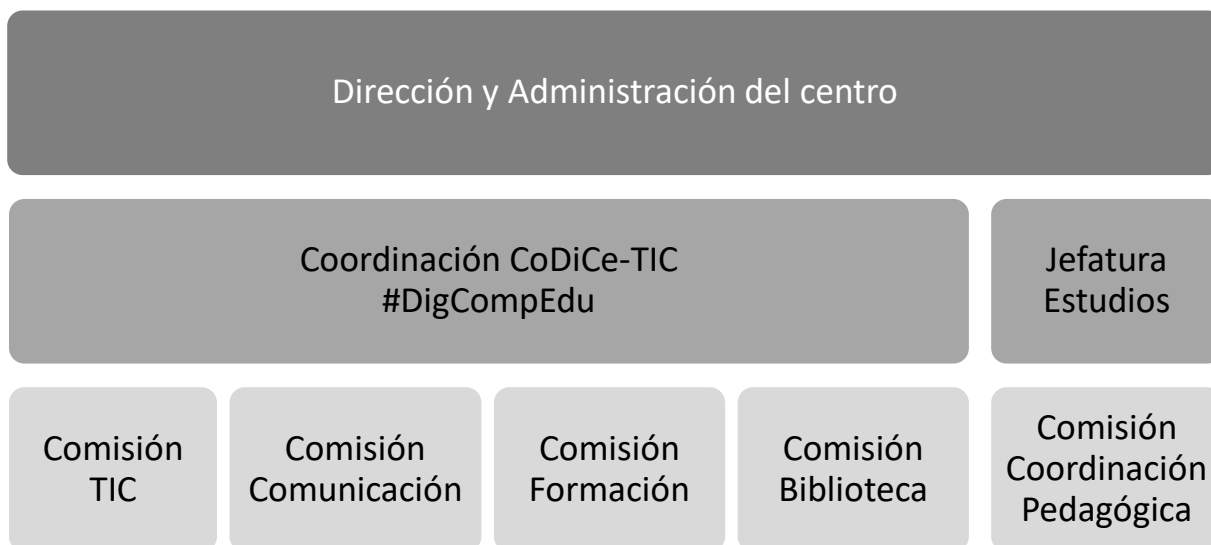 Dirección y Administración del centro
Coordinación CoDiCe-TIC
#DigCompEdu
Jefatura
Estudios
Comisión
TIC
Comisión
Comunicación
Comisión
Formación
Comisión
Biblioteca
Comisión
Coordinación
Pedagógica